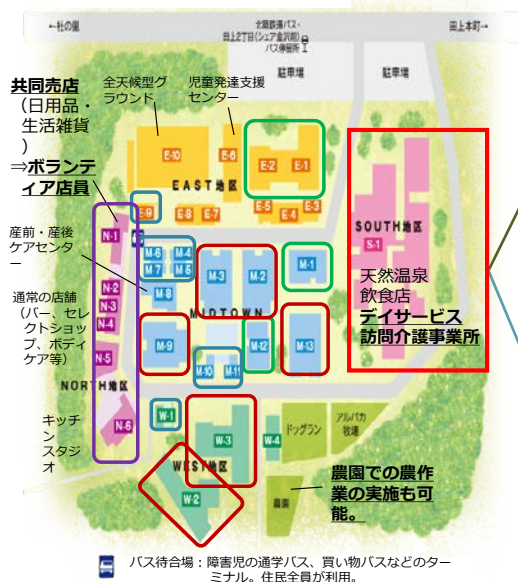 ←杜の里
北陸鉄道バス・
田上2丁目(シェア金沢前)
バス停留所
田上本町→
駐車場
駐車場
共同売店
（日用品・
生活雑貨
）
⇒ボランテ
ィア店員
全天候型グ
ラウンド
児童発達支援
センター
E-10
E-6
E-2
E-1
EAST地区
E-9
E-8
E-7
E-5
E-4
E-3
SOUTH地区
S-1
天然温泉
飲食店
デイサービス
訪問介護事業所
N-1
産前・産後
ケアセンタ
ー
M-6
M-4
M-7
M-5
M-3
M-2
M-1
N-2
M-8
通常の店舗
（バー、セレ
クトショッ
プ、ボディ
ケア等）
N-3
N-4
MIDTOWN
M-9
M-12
M-13
N-5
M-10
M-11
NORTH地区
キッチ
ン
スタジ
オ
N-6
W-1
W-3
W-4
ドッグラン
アルパカ
牧場
WEST地区
W-2
農園
農園での農作
業の実施も可
能。
バス待合場：障害児の通学バス、買い物バスなどのター
ミナル。住民全員が利用。